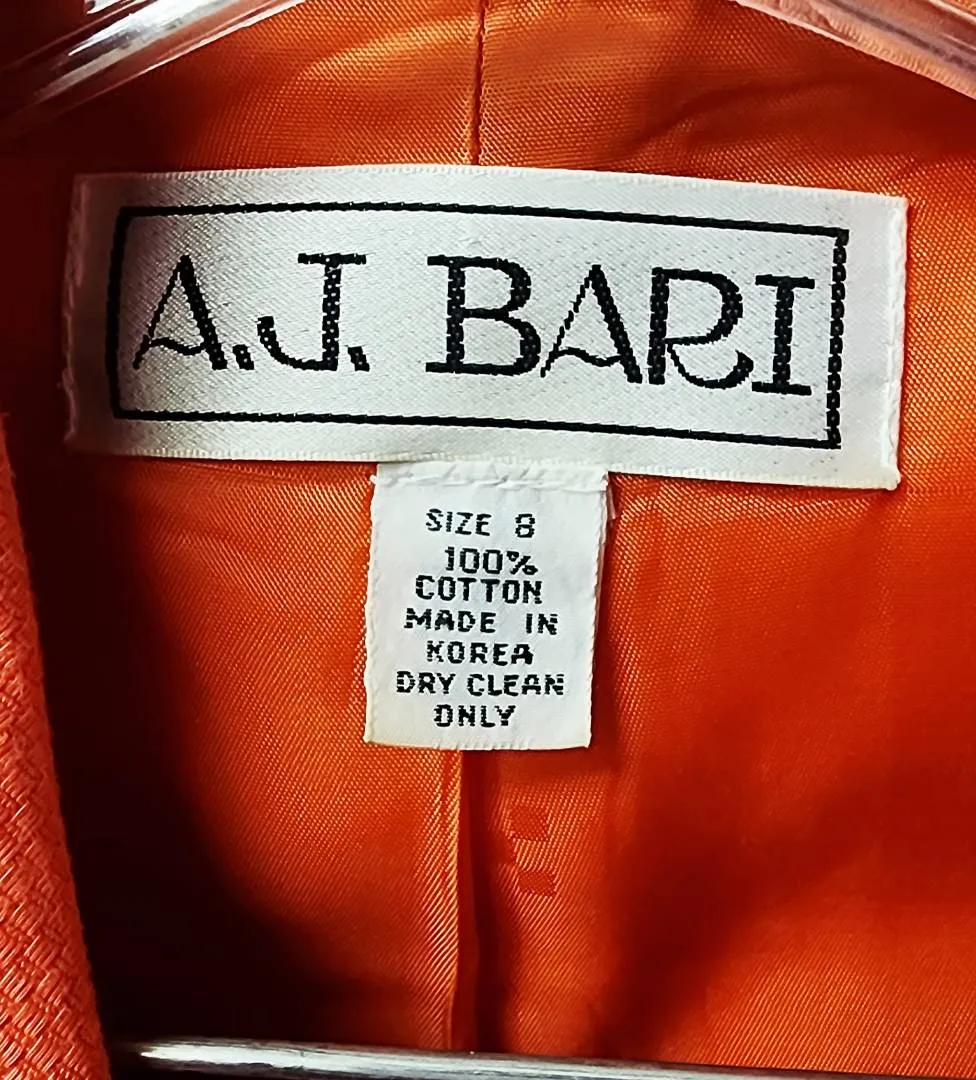 A.J. BARI
SIZE 8
100%
COTTON
MADE IN
KOREA
DRY CLEAN
ONLY